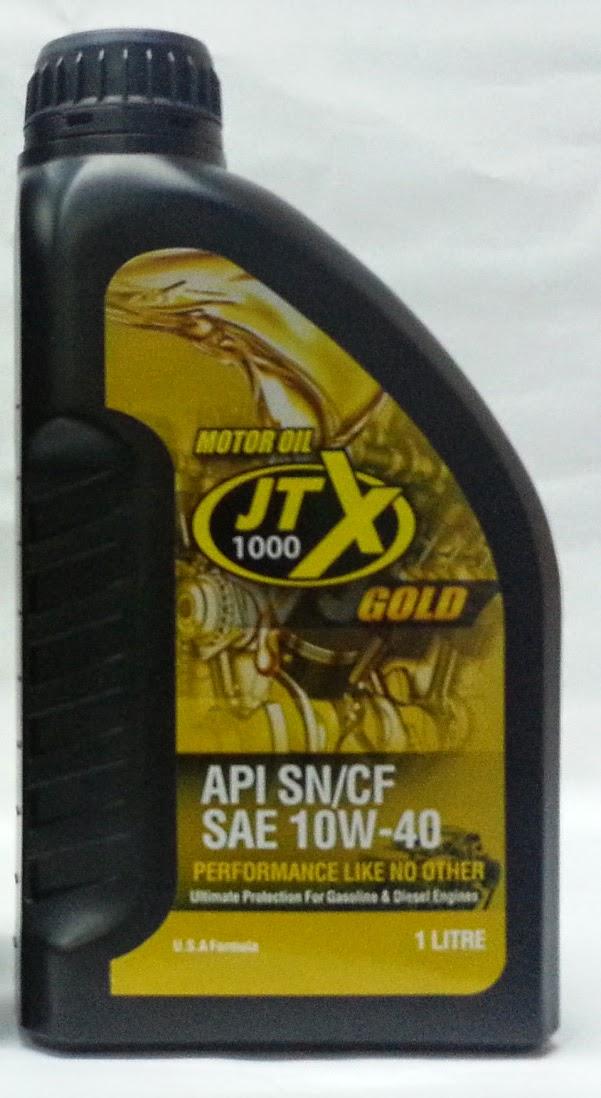 MOTOR OIL
JTX
1000
GOLD
API SN/CF
SAE 10W-40
PERFORMANCE LIKE NO OTHER
Ultimate Protection For Gasoline & Diesel Engines
U.S.A Formula
1 LITRE